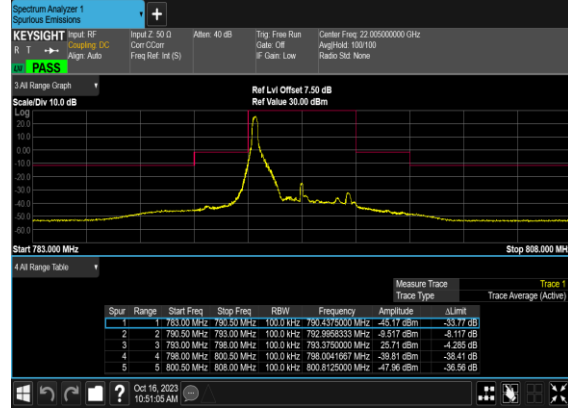 Spectrum Analyzer 1
Spurious Emissions
+
KEYSIGHT Input: RF Input Z: 50 Ω Atten: 40 dB Trig: Free Run Center Freq: 22.005000000 GHz
R T Coupling: DC Corr CCorr Gate: Off Avg|Hold: 100/100
Align: Auto Freq Ref: Int (S) IF Gain: Low Radio Std: None
PASS
3 All Range Graph
Ref Lvl Offset 7.50 dB
Scale/Div 10.0 dB Ref Value 30.00 dBm
Log
20.0
10.0
0.00
-10.0
-20.0
-30.0
-40.0
-50.0
-60.0
Start 783.000 MHz Stop 808.000 MH
4 All Range Table
Measure Trace Trace 1
Trace Type Trace Average (Active)
Spur Range Start Freq Stop Freq RBW Frequency Amplitude ΔLimit
1 1 783.00 MHz 790.50 MHz 100.0 kHz 790.4375000 MHz -45.17 dBm -33.77 dB
2 2 790.50 MHz 793.00 MHz 100.0 kHz 792.9958333 MHz -9.517 dBm -8.117 dB
3 3 793.00 MHz 798.00 MHz 100.0 kHz 793.3750000 MHz 25.71 dBm -4.285 dB
4 4 798.00 MHz 800.50 MHz 100.0 kHz 798.0041667 MHz -39.81 dBm -38.41 dB
5 5 800.50 MHz 808.00 MHz 100.0 kHz 800.8125000 MHz -47.96 dBm -36.56 dB
? Oct 16, 2023
10:51:05 AM